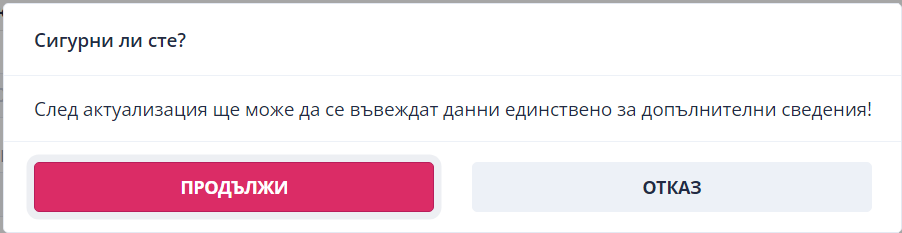 Сигурни ли сте?
След актуализация ще може да се въвеждат данни единствено за допълнителни сведения!
ПРОДЪЛЖИ
ОТКАЗ